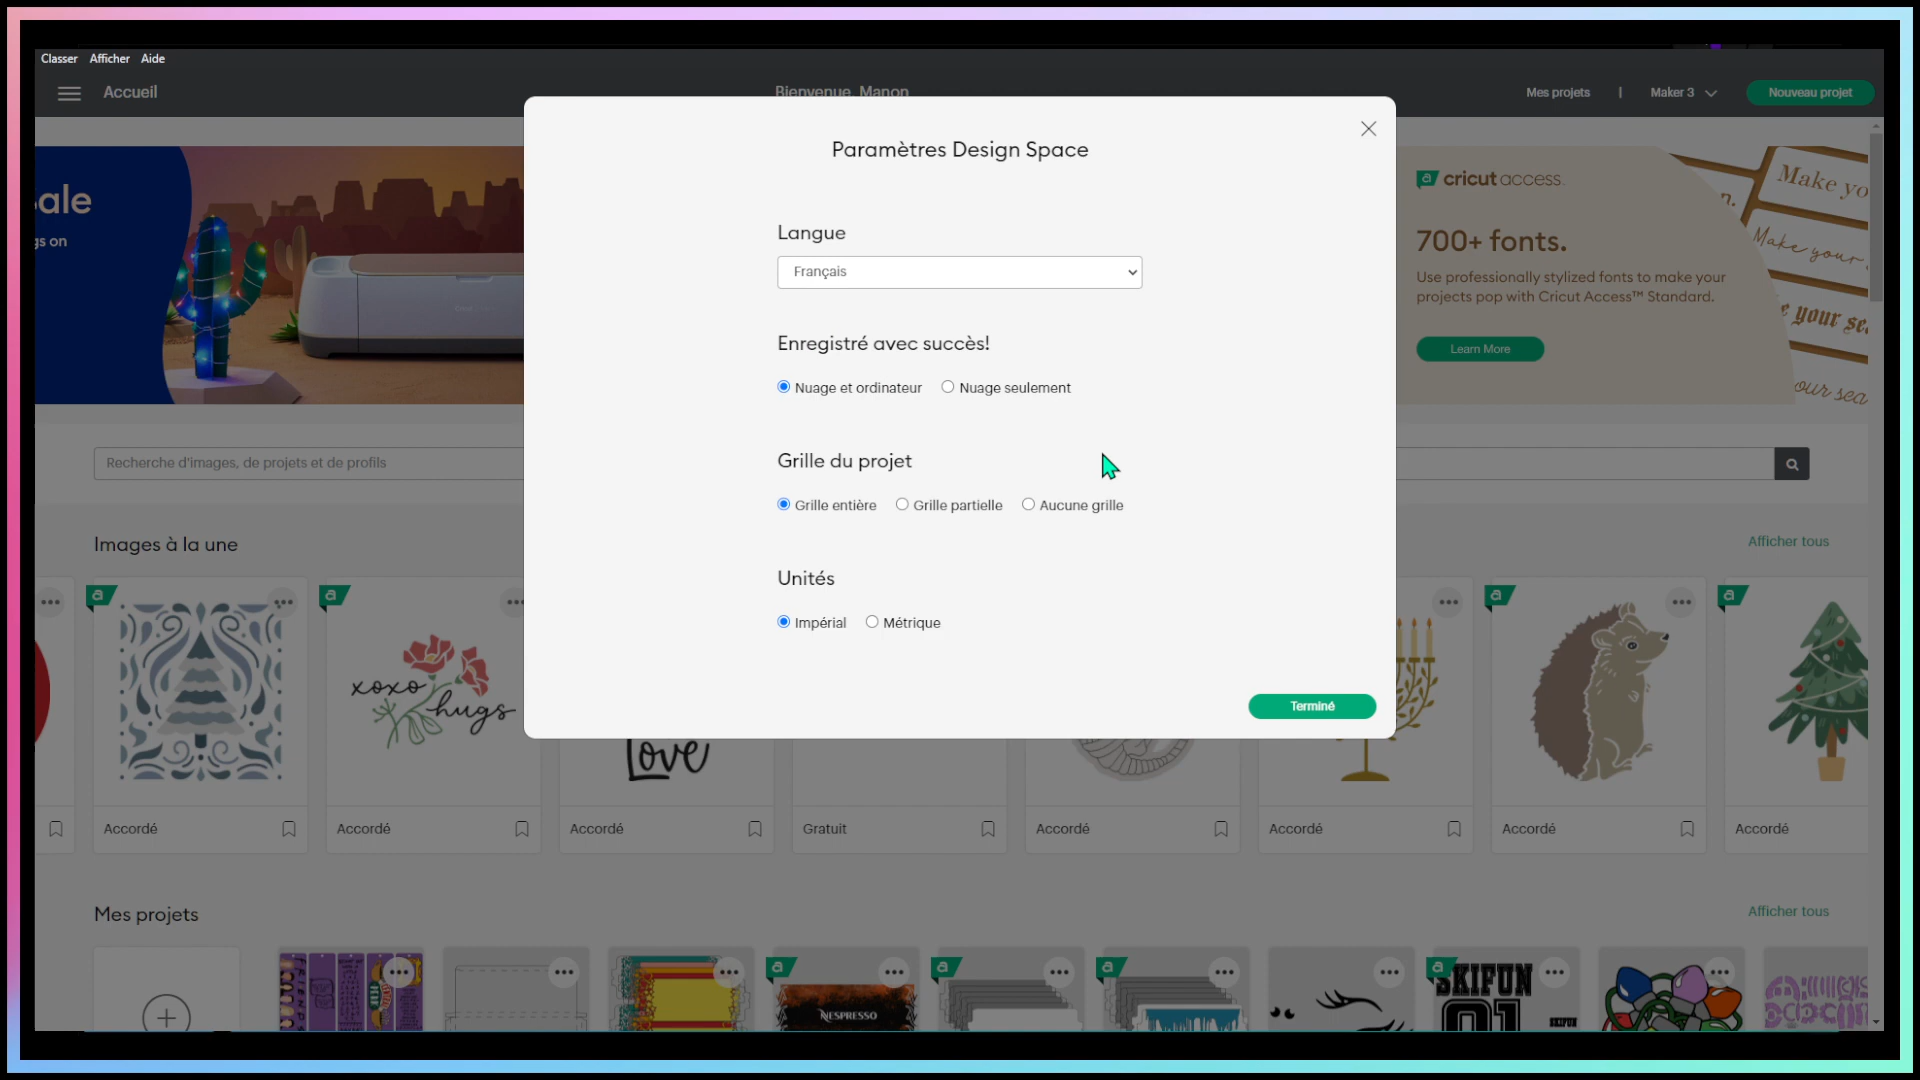 Classer Afficher Aide
Accueil
Bienvenue, Manon
Mes projets | Maker 3
Nouveau projet
Paramètres Design Space
Langue
Français
Enregistré avec succès!
Nuage et ordinateur Nuage seulement
Grille du projet
Grille entière Grille partielle Aucune grille
Unités
Impérial Métrique
Terminé
ale
gs on
a cricut access.
700+ fonts.
Use professionally stylized fonts to make your
projects pop with Cricut Access™ Standard.
Learn More
Make yo
n.
Make your
e your se
our sea
Recherche d'images, de projets et de profils
Images à la une
Afficher tous
a
a
a
a
xoxo
hugs
Love
Accordé
Accordé
Accordé
Gratuit
Accordé
Accordé
Accordé
Accordé
Mes projets
Afficher tous
a
a
a
a
NESPRESSO
SKIFUN
01
SKIFUN